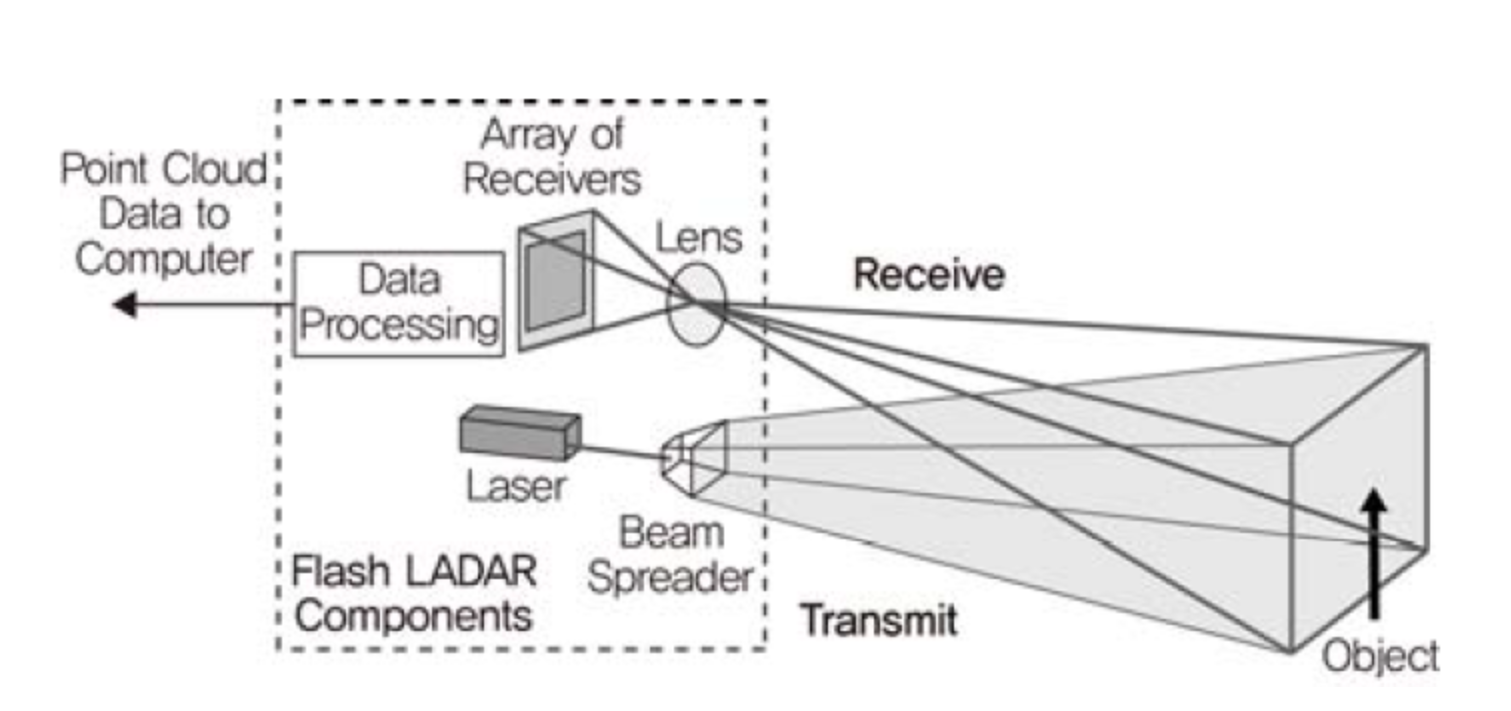 Point Cloud
Data to
Computer
Array of
Receivers
Lens
Data
Processing
Receive
Laser
Beam
Spreader
Flash LADAR
Components
Transmit
Object